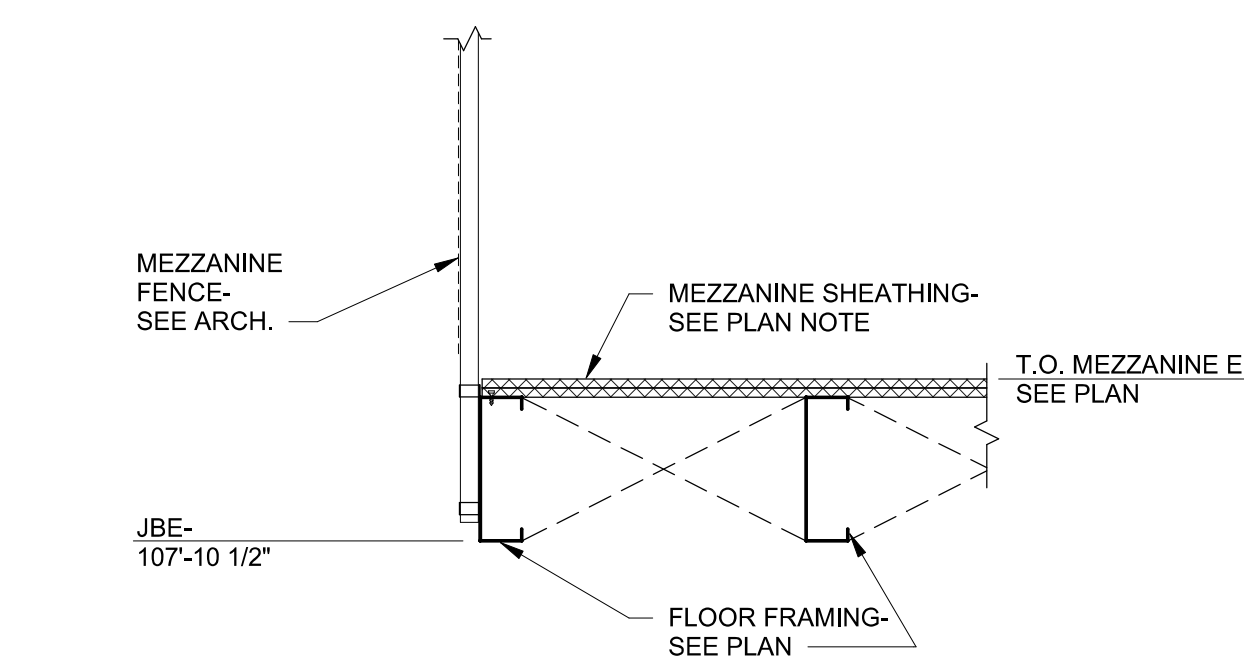 MEZZANINE
FENCE-
SEE ARCH.
MEZZANINE SHEATHING-
SEE PLAN NOTE
T.O. MEZZANINE E
SEE PLAN
JBE-
107'-10 1/2"
FLOOR FRAMING-
SEE PLAN